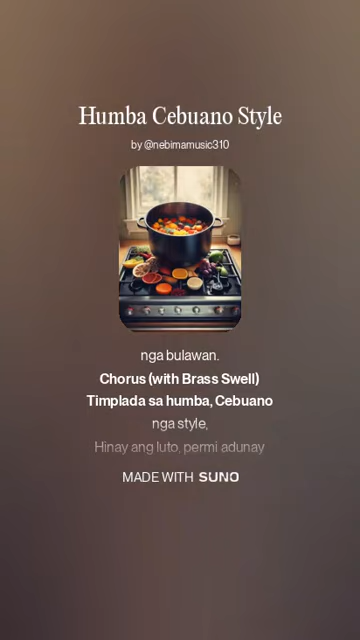 Humba Cebuano Style
by @nebimamusic310
nga bulawan.
Chorus (with Brass Swell)
Timplada sa humba, Cebuano
nga style,
Hinay ang luto, permi adunay
MADE WITH SUNO